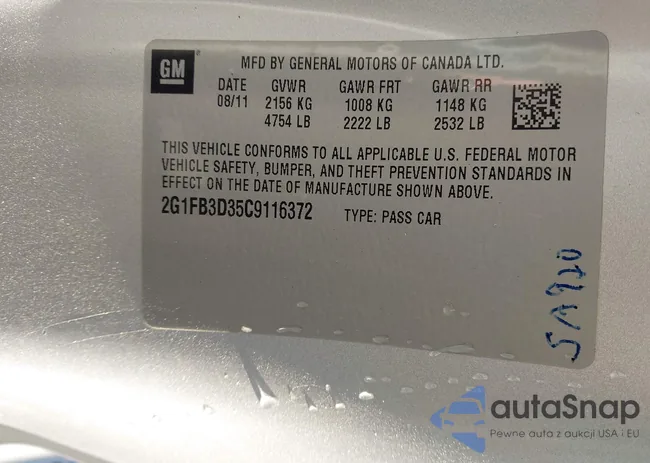 GM
MFD BY GENERAL MOTORS OF CANADA LTD.
DATE GVWR GAWR FRT GAWR RR
08/11 2156 KG 1008 KG 1148 KG
4754 LB 2222 LB 2532 LB
THIS VEHICLE CONFORMS TO ALL APPLICABLE U.S. FEDERAL MOTOR
VEHICLE SAFETY, BUMPER, AND THEFT PREVENTION STANDARDS IN
EFFECT ON THE DATE OF MANUFACTURE SHOWN ABOVE.
2G1FB3D35C9116372 TYPE: PASS CAR
autoSnap
Pewne auta z aukcji USA i EU